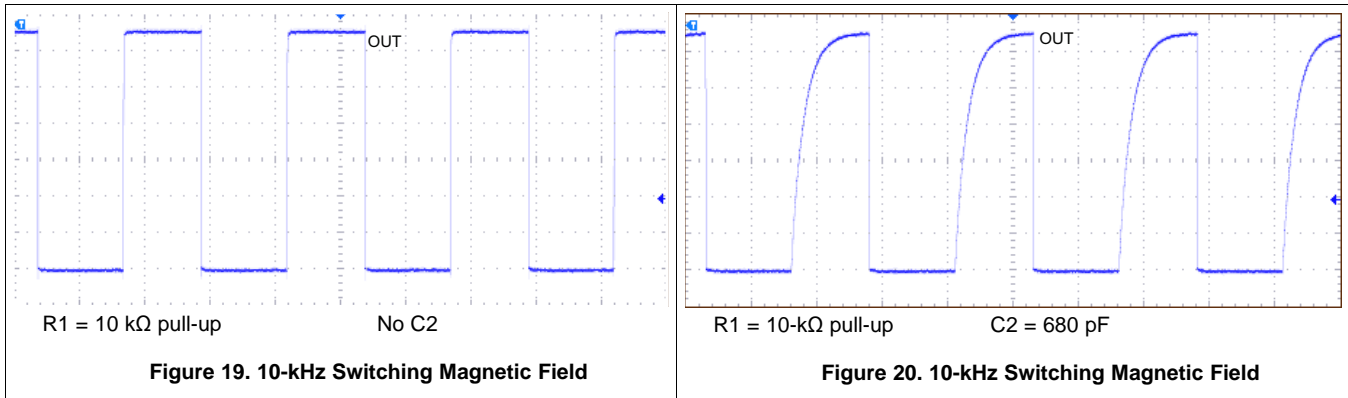 OUT
R1 = 10 kΩ pull-up No C2
Figure 19. 10-kHz Switching Magnetic Field
OUT
R1 = 10-kΩ pull-up C2 = 680 pF
Figure 20. 10-kHz Switching Magnetic Field